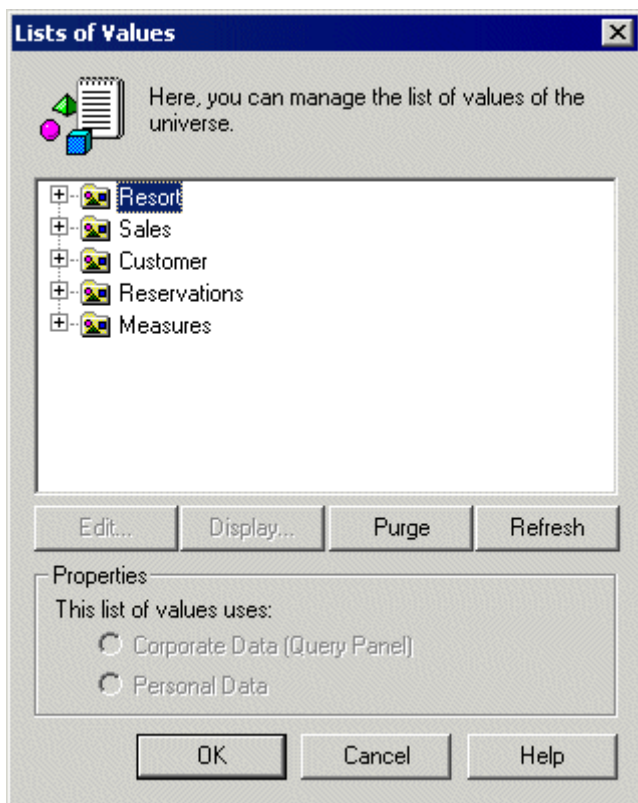 Lists of Values
Here, you can manage the list of values of the
universe.
Resort
Sales
Customer
Reservations
Measures
Edit... Display... Purge Refresh
Properties
This list of values uses:
Corporate Data (Query Panel)
Personal Data
OK Cancel Help